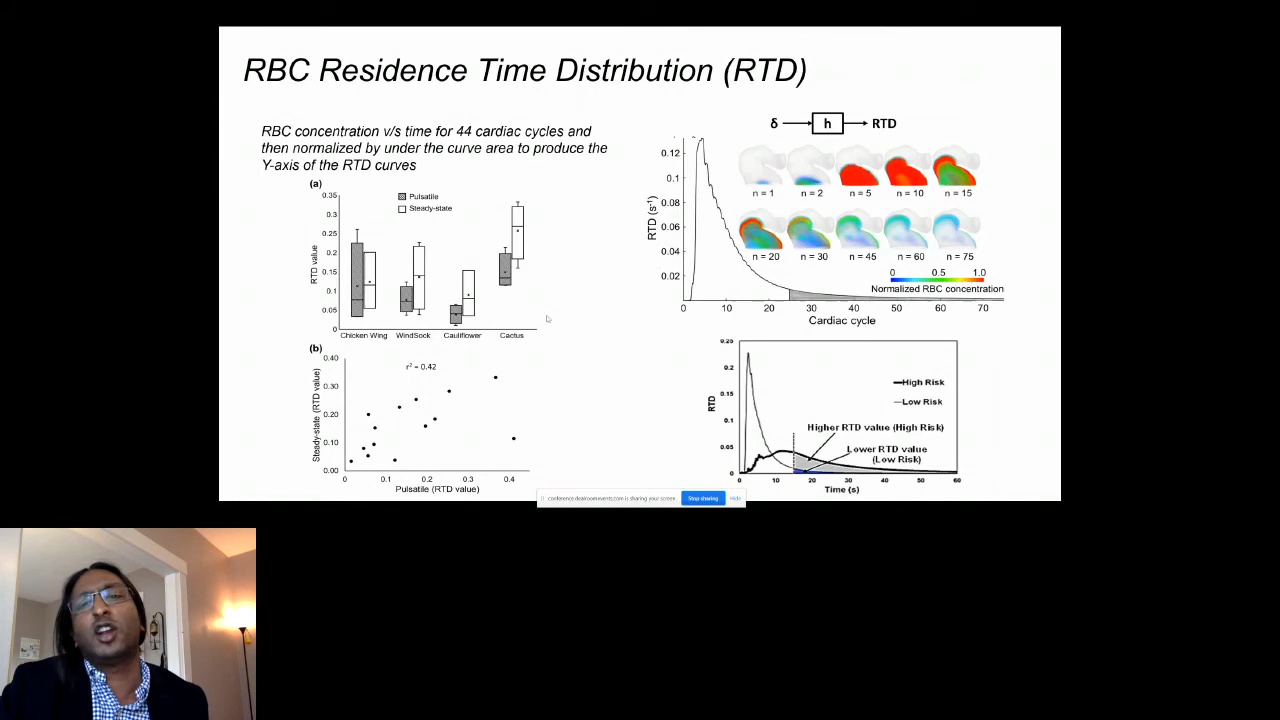 RBC Residence Time Distribution (RTD)
RBC concentration v/s time for 44 cardiac cycles and
then normalized by under the curve area to produce the
Y-axis of the RTD curves
(a)
Pulsatile
Steady-state
RTD value
0.35
0.3
0.25
0.2
0.15
0.1
0.05
0
Chicken Wing WindSock Cauliflower Cactus
(b)
r² = 0.42
Steady-state (RTD value)
0.40
0.30
0.20
0.10
0.00
0 0.1 0.2 0.3 0.4
Pulsatile (RTD value)
δ h RTD
RTD (s⁻¹)
0.12
0.1
0.08
0.06
0.04
0.02
n = 1 n = 2 n = 5 n = 10 n = 15
n = 20 n = 30 n = 45 n = 60 n = 75
0 0.5 1.0
Normalized RBC concentration
0 10 20 30 40 50 60 70
Cardiac cycle
RTD
0.25
0.2
0.15
0.1
0.05
0
High Risk
Low Risk
Higher RTD value (High Risk)
Lower RTD value
(Low Risk)
0 10 20 30 40 50 60
Time (s)
conference.dealroomevents.com is sharing your screen. Stop sharing Hide